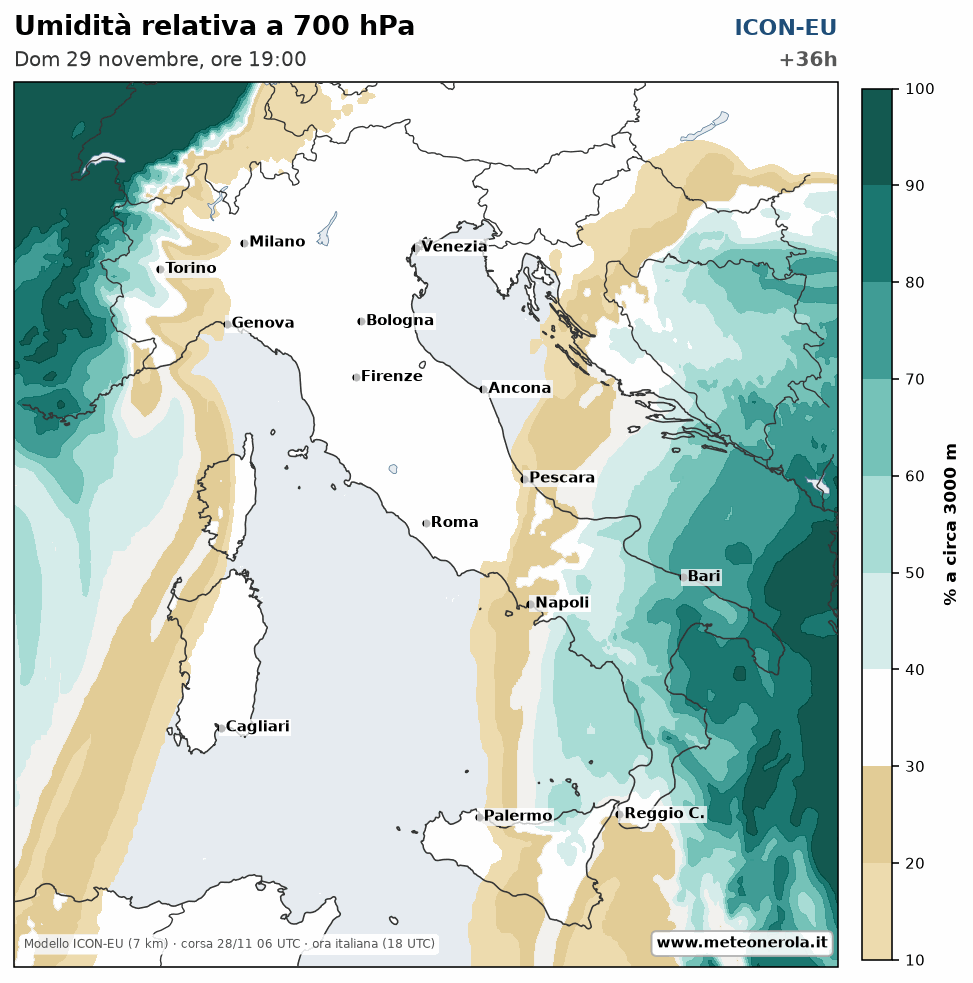 Umidità relativa a 700 hPa
ICON-EU
Dom 29 novembre, ore 19:00
+36h
Milano
Venezia
Torino
Genova
Bologna
Firenze
Ancona
Pescara
Roma
Bari
Napoli
Cagliari
Palermo
Reggio C.
100
90
80
70
60
50
40
30
20
10
% a circa 3000 m
Modello ICON-EU (7 km) · corsa 28/11 06 UTC · ora italiana (18 UTC)
www.meteonerola.it